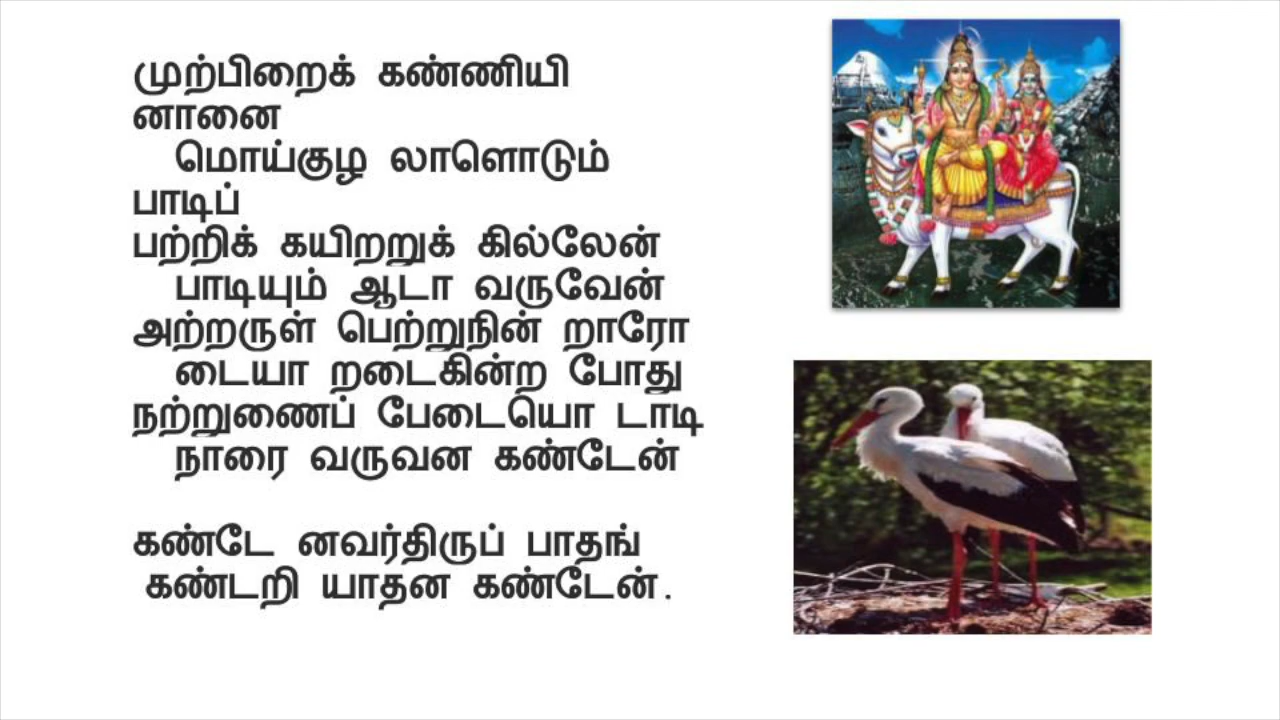 முற்பிறைக் கண்ணியி
னானை
மொய்குழ லாளொடும்
பாடிப்
பற்றிக் கயிறறுக் கில்லேன்
பாடியும் ஆடா வருவேன்
அற்றருள் பெற்றுநின் றாரோ
டையா றடைகின்ற போது
நற்றுணைப் பேடையொ டாடி
நாரை வருவன கண்டேன்
கண்டே னவர்திருப் பாதங்
கண்டறி யாதன கண்டேன்.